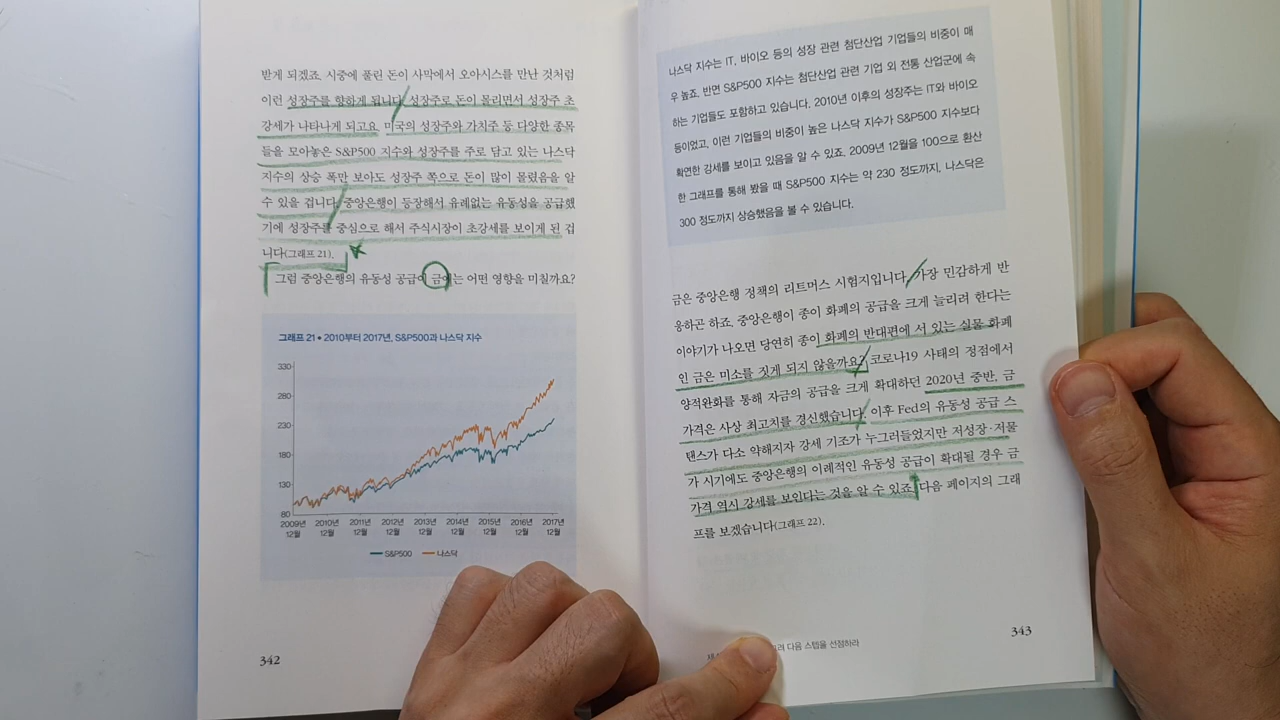 받게 되겠죠. 시중에 풀린 돈이 사막에서 오아시스를 만난 것처럼
이런 성장주를 향하게 됩니다. 성장주로 돈이 몰리면서 성장주 초
강세가 나타나게 되고요. 미국의 성장주와 가치주 등 다양한 종목
들을 모아놓은 S&P500 지수와 성장주를 주로 담고 있는 나스닥
지수의 상승 폭만 보아도 성장주 쪽으로 돈이 많이 몰렸음을 알
수 있을 겁니다. 중앙은행이 등장해서 유례없는 유동성을 공급했
기에 성장주를 중심으로 해서 주식시장이 초강세를 보이게 된 겁
니다(그래프 21).
그럼 중앙은행의 유동성 공급이 금에는 어떤 영향을 미칠까요?
그래프 21 • 2010부터 2017년, S&P500과 나스닥 지수
330
280
230
180
130
80
2009년 2010년 2011년 2012년 2013년 2014년 2015년 2016년 2017년
12월 12월 12월 12월 12월 12월 12월 12월 12월
S&P500 나스닥
342
나스닥 지수는 IT, 바이오 등의 성장 관련 첨단산업 기업들의 비중이 매
우 높죠. 반면 S&P500 지수는 첨단산업 관련 기업 외 전통 산업군에 속
하는 기업들도 포함하고 있습니다. 2010년 이후의 성장주는 IT와 바이오
등이었고, 이런 기업들의 비중이 높은 나스닥 지수가 S&P500 지수보다
확연한 강세를 보이고 있음을 알 수 있죠. 2009년 12월을 100으로 환산
한 그래프를 통해 봤을 때 S&P500 지수는 약 230 정도까지, 나스닥은
300 정도까지 상승했음을 볼 수 있습니다.
금은 중앙은행 정책의 리트머스 시험지입니다. 가장 민감하게 반
응하곤 하죠. 중앙은행이 종이 화폐의 공급을 크게 늘리려 한다는
이야기가 나오면 당연히 종이 화폐의 반대편에 서 있는 실물 화폐
인 금은 미소를 짓게 되지 않을까요? 코로나19 사태의 정점에서
양적완화를 통해 자금의 공급을 크게 확대하던 2020년 중반, 금
가격은 사상 최고치를 경신했습니다. 이후 Fed의 유동성 공급 스
탠스가 다소 약해지자 강세 기조가 누그러들었지만 저성장·저물
가 시기에도 중앙은행의 이례적인 유동성 공급이 확대될 경우 금
가격 역시 강세를 보인다는 것을 알 수 있죠. 다음 페이지의 그래
프를 보겠습니다(그래프 22).
다음 스텝을 선점하라
343